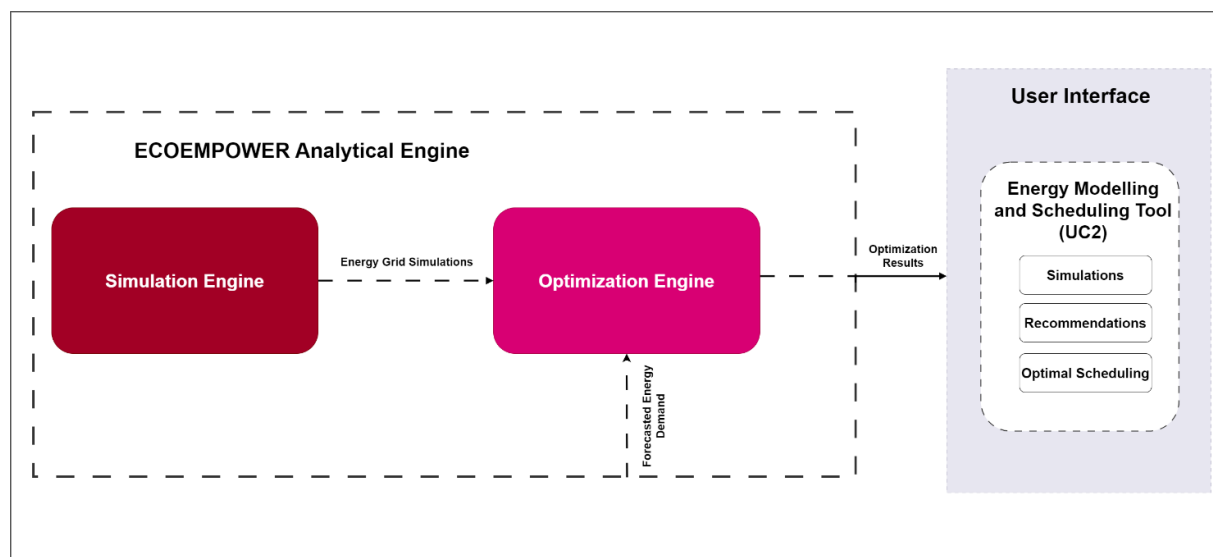 User Interface
ECOEMPOWER Analytical Engine
Simulation Engine
Energy Grid Simulations
Optimization Engine
Forecasted Energy
Demand
Optimization
Results
Energy Modelling
and Scheduling Tool
(UC2)
Simulations
Recommendations
Optimal Scheduling